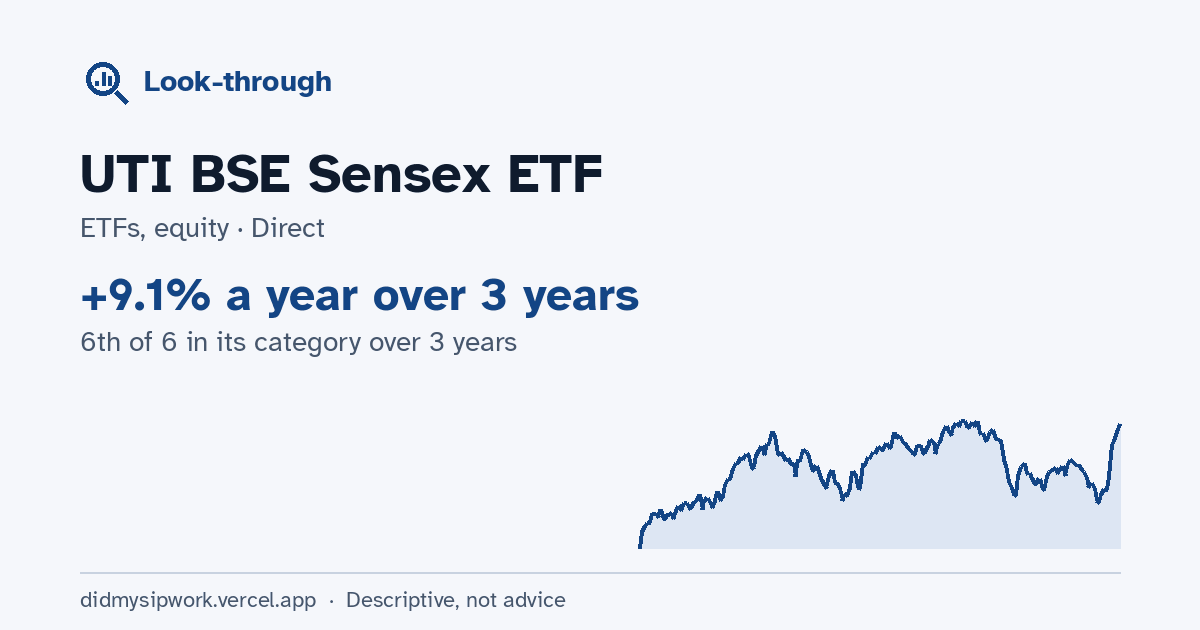 Look-through
UTI BSE Sensex ETF
ETFs, equity · Direct
+9.1% a year over 3 years
6th of 6 in its category over 3 years
didmysipwork.vercel.app · Descriptive, not advice